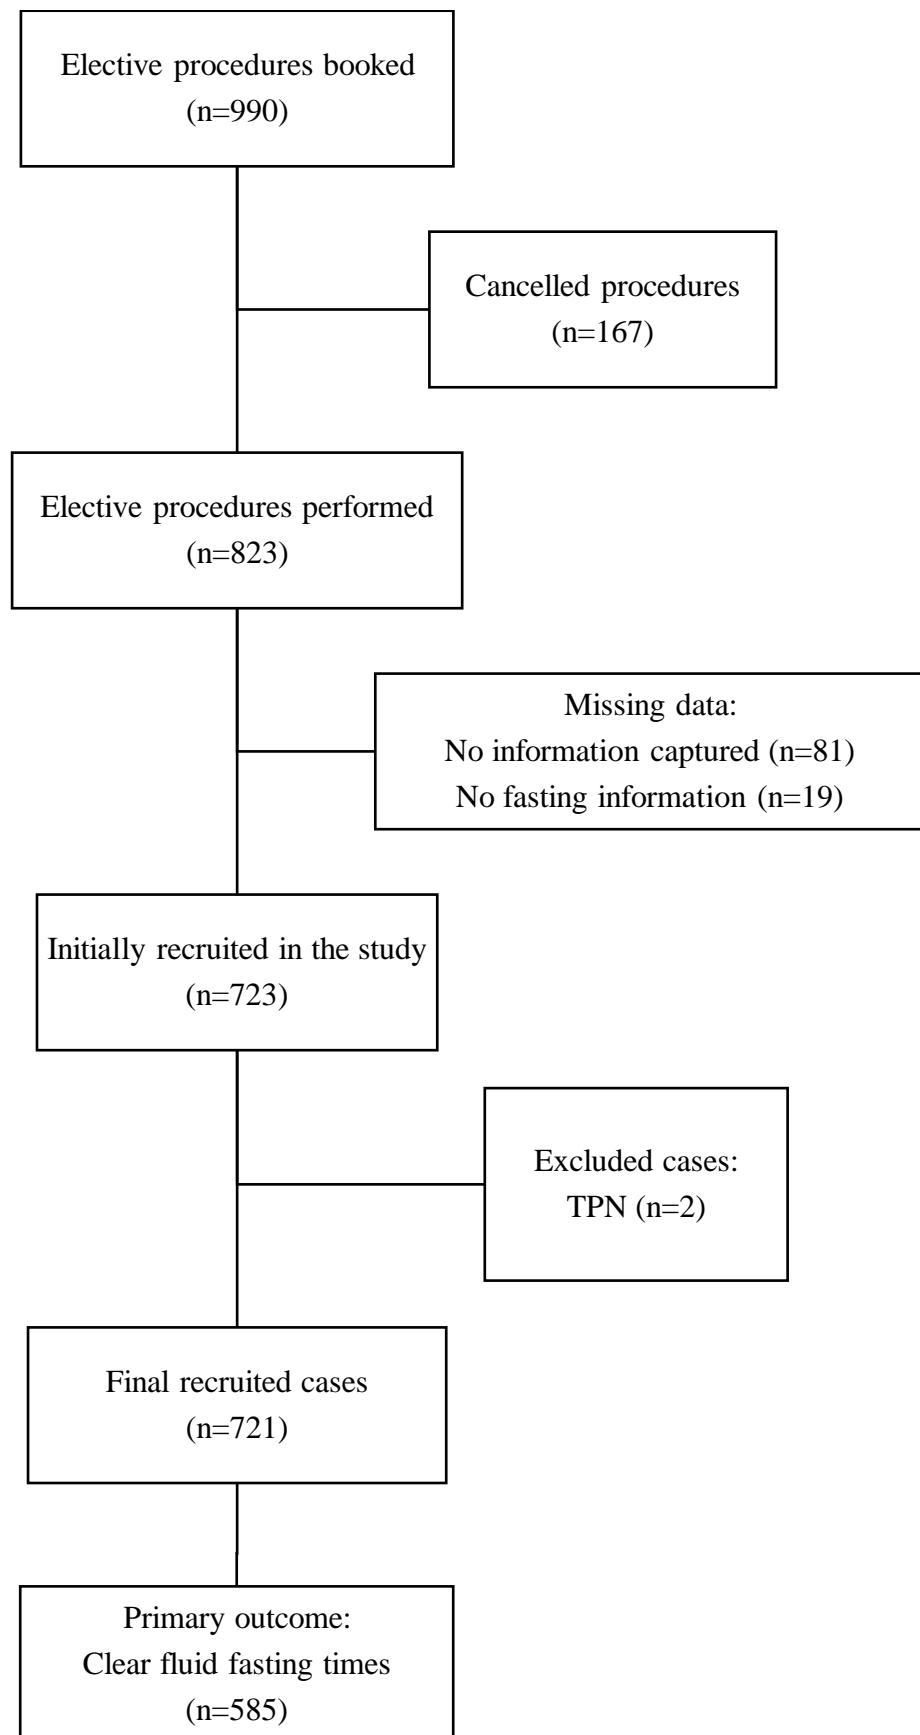 Elective procedures booked
(n=990)
Cancelled procedures
(n=167)
Elective procedures performed
(n=823)
Missing data:
No information captured (n=81)
No fasting information (n=19)
Initially recruited in the study
(n=723)
Excluded cases:
TPN (n=2)
Final recruited cases
(n=721)
Primary outcome:
Clear fluid fasting times
(n=585)